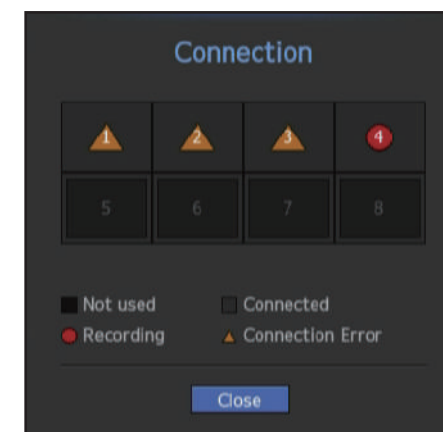 Connection
1 2 3 4
5 6 7 8
Not used Connected
Recording Connection Error
Close